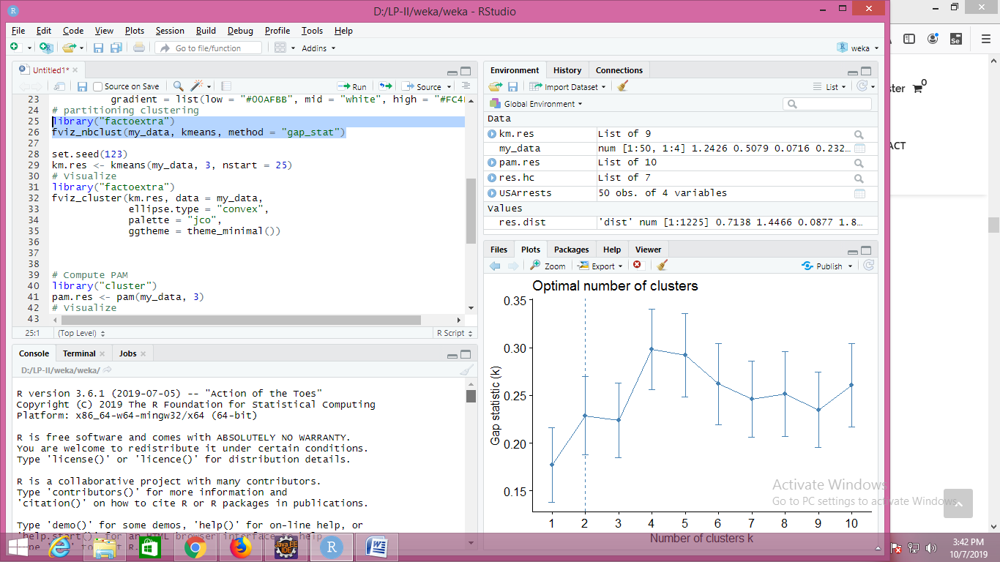 D:/LP-II/weka/weka - RStudio
File Edit Code View Plots Session Build Debug Profile Tools Help
Go to file/function Addins weka
Untitled1*
Source on Save Run Source
23 gradient = list(low = "#00AFBB", mid = "white", high = "#FC4
24 # partitioning clustering
25 library("factoextra")
26 fviz_nbclust(my_data, kmeans, method = "gap_stat")
27
28 set.seed(123)
29 km.res <- kmeans(my_data, 3, nstart = 25)
30 # Visualize
31 library("factoextra")
32 fviz_cluster(km.res, data = my_data,
33 ellipse.type = "convex",
34 palette = "jco",
35 ggtheme = theme_minimal())
36
37
38
39 # Compute PAM
40 library("cluster")
41 pam.res <- pam(my_data, 3)
42 # Visualize
43
25:1 (Top Level) R Script
Console Terminal Jobs
D:/LP-II/weka/weka/
R version 3.6.1 (2019-07-05) -- "Action of the Toes"
Copyright (C) 2019 The R Foundation for Statistical Computing
Platform: x86_64-w64-mingw32/x64 (64-bit)
R is free software and comes with ABSOLUTELY NO WARRANTY.
You are welcome to redistribute it under certain conditions.
Type 'license()' or 'licence()' for distribution details.
R is a collaborative project with many contributors.
Type 'contributors()' for more information and
'citation()' on how to cite R or R packages in publications.
Type 'demo()' for some demos, 'help()' for on-line help, or
'help.start()' for an HTML browser interface to help.
Environment History Connections
Import Dataset List
Global Environment
Data
km.res List of 9
my_data num [1:50, 1:4] 1.2426 0.5079 0.0716 0.232...
pam.res List of 10
res.hc List of 7
USArrests 50 obs. of 4 variables
Values
res.dist 'dist' num [1:1225] 0.7138 1.4466 0.0877 1.8...
Files Plots Packages Help Viewer
Zoom Export Publish
Optimal number of clusters
Gap statistic (k)
0.35
0.30
0.25
0.20
0.15
1 2 3 4 5 6 7 8 9 10
Number of clusters k
Activate Windows
Go to PC settings to activate Windows.
ster 0
ACT
Se
Java EE
IDE
3:42 PM
10/7/2019